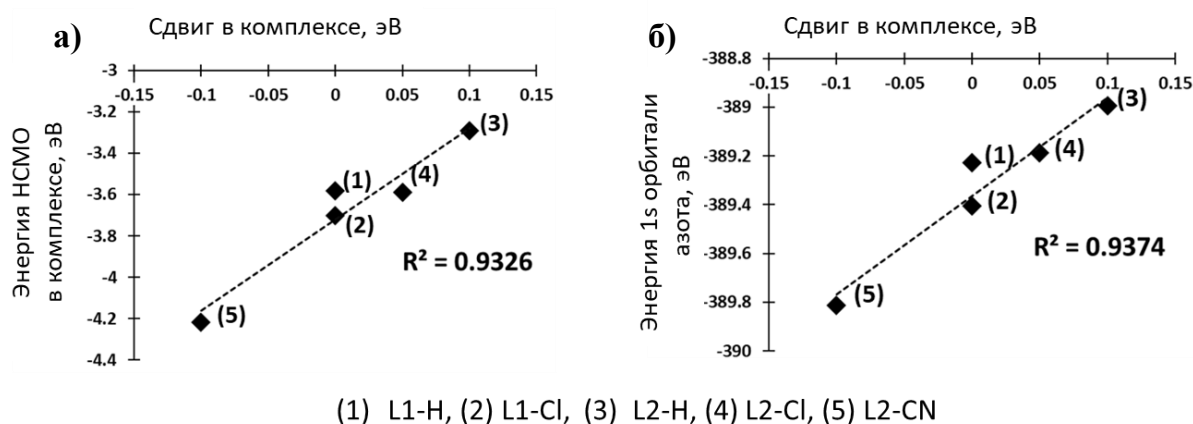 а)
Сдвиг в комплексе, эВ
-3
-0.15 -0.1 -0.05 0 0.05 0.1 0.15
-3.2
-3.4
-3.6
-3.8
-4
-4.2
-4.4
Энергия НСМО
в комплексе, эВ
(3)
(1)
(4)
(2)
R² = 0.9326
(5)
б)
Сдвиг в комплексе, эВ
-388.8
-0.15 -0.1 -0.05 0 0.05 0.1 0.15
-389
-389.2
-389.4
-389.6
-389.8
-390
Энергия 1s орбитали
азота, эВ
(3)
(1)
(4)
(2)
R² = 0.9374
(5)
(1) L1-H, (2) L1-Cl, (3) L2-H, (4) L2-Cl, (5) L2-CN